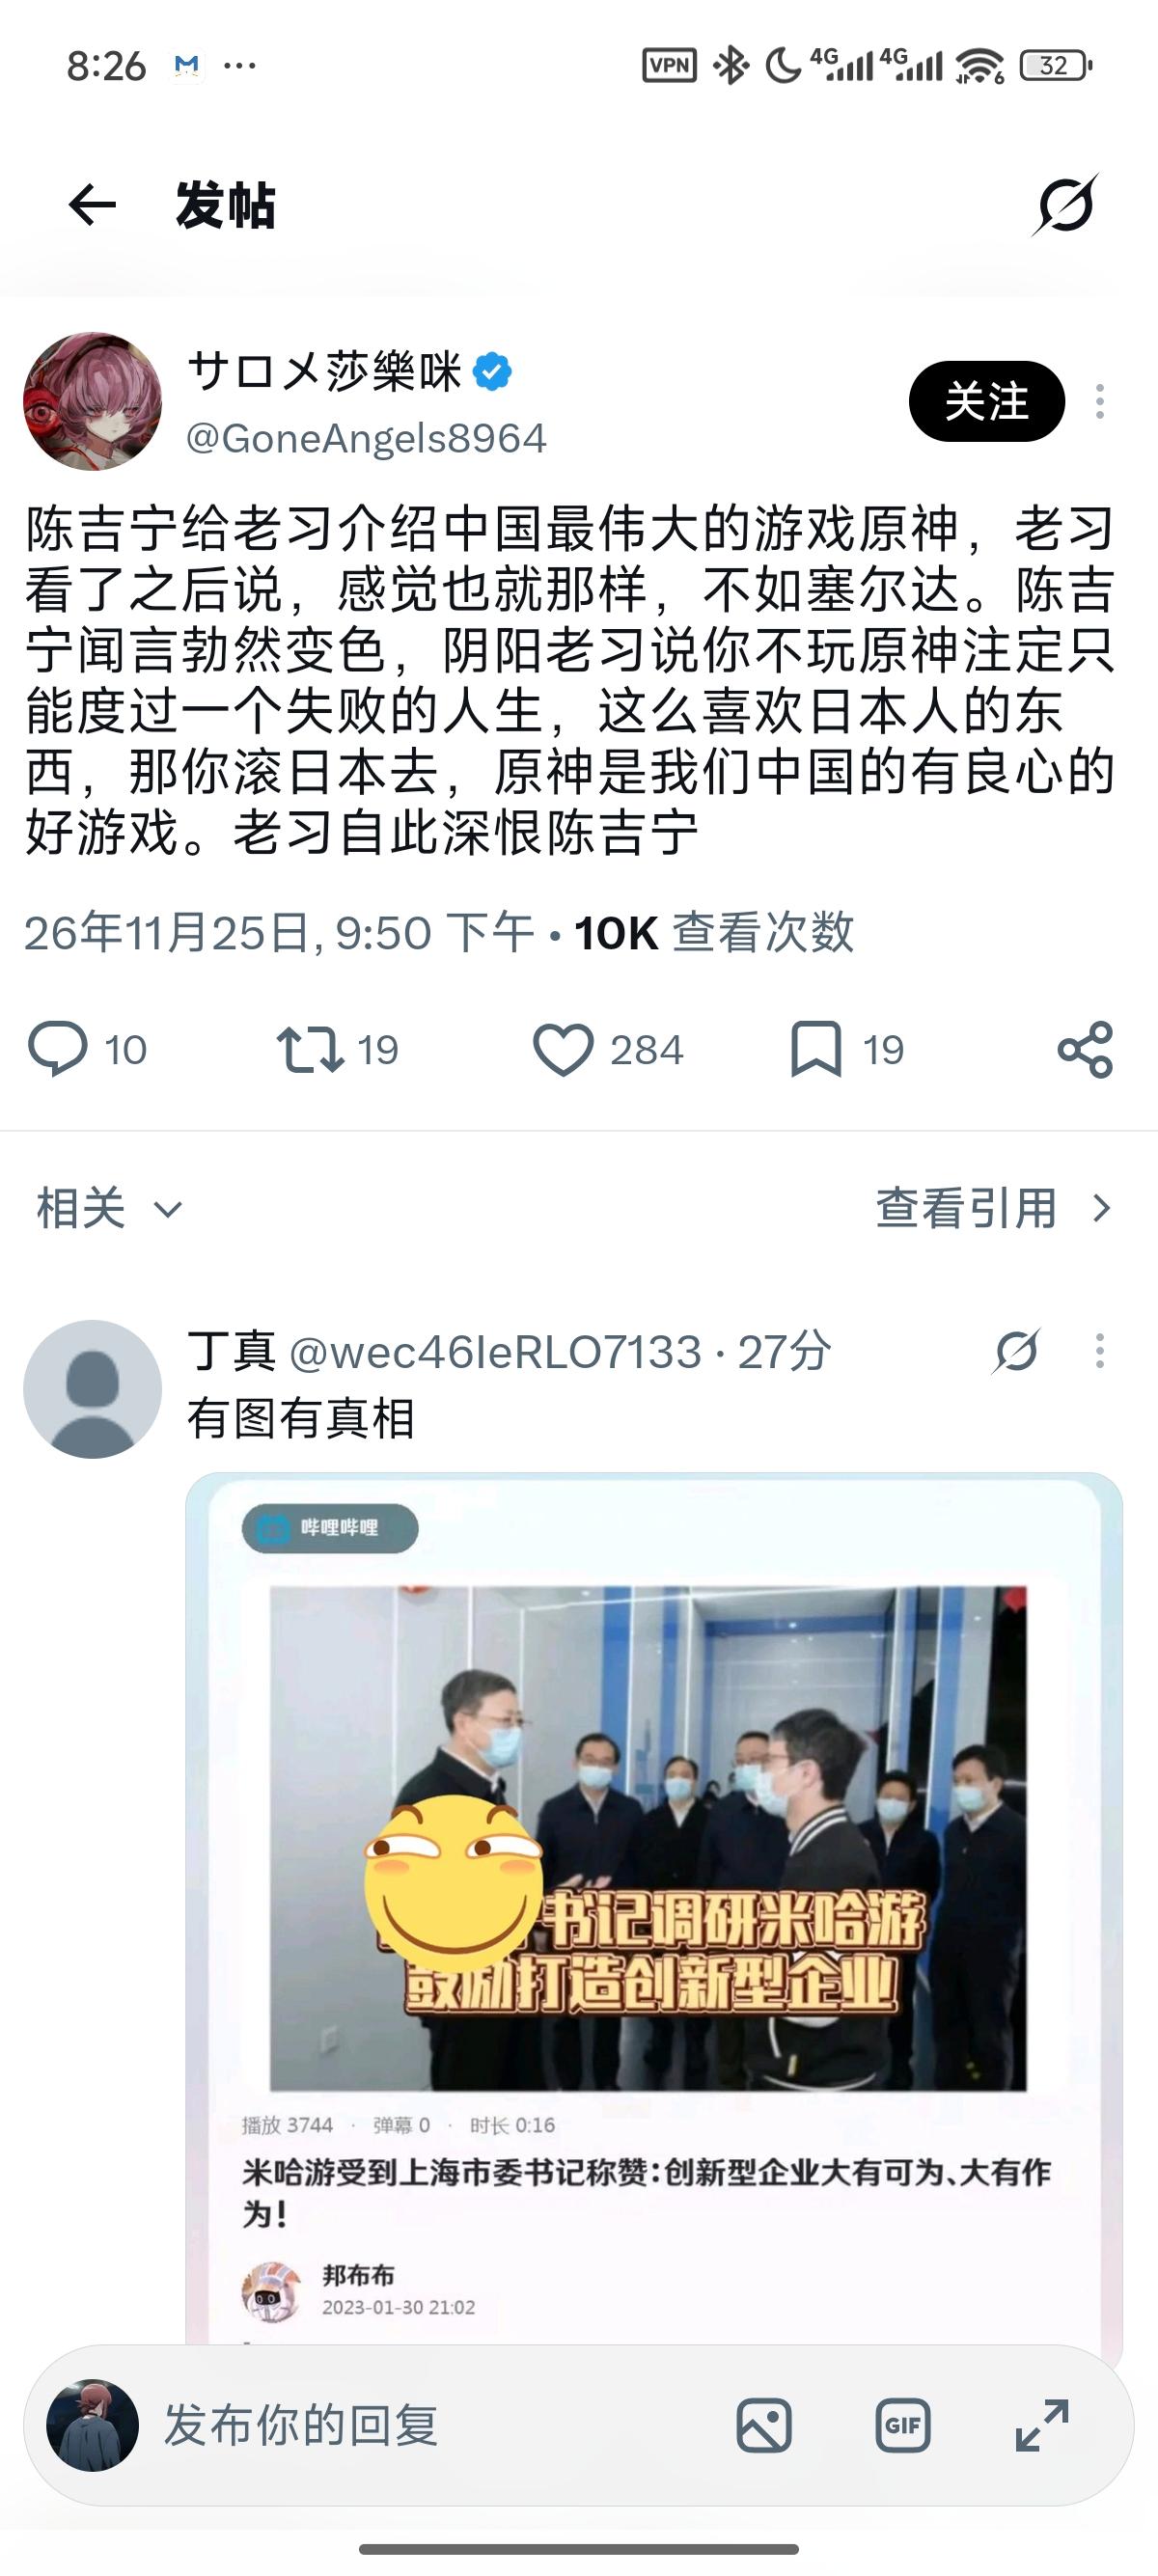 8:26
VPN 4G 4G 6 32
发帖
サロメ莎樂咪
@GoneAngels8964
关注
陈吉宁给老习介绍中国最伟大的游戏原神，老习
看了之后说，感觉也就那样，不如塞尔达。陈吉
宁闻言勃然变色，阴阳老习说你不玩原神注定只
能度过一个失败的人生，这么喜欢日本人的东
西，那你滚日本去，原神是我们中国的有良心的
好游戏。老习自此深恨陈吉宁
26年11月25日, 9:50 下午 • 10K 查看次数
10 19 284 19
相关
查看引用
丁真 @wec46IeRLO7133 · 27分
有图有真相
哔哩哔哩
书记调研米哈游
鼓励打造创新型企业
播放 3744 · 弹幕 0 · 时长 0:16
米哈游受到上海市委书记称赞：创新型企业大有可为、大有作
为！
邦布布
2023-01-30 21:02
发布你的回复
GIF